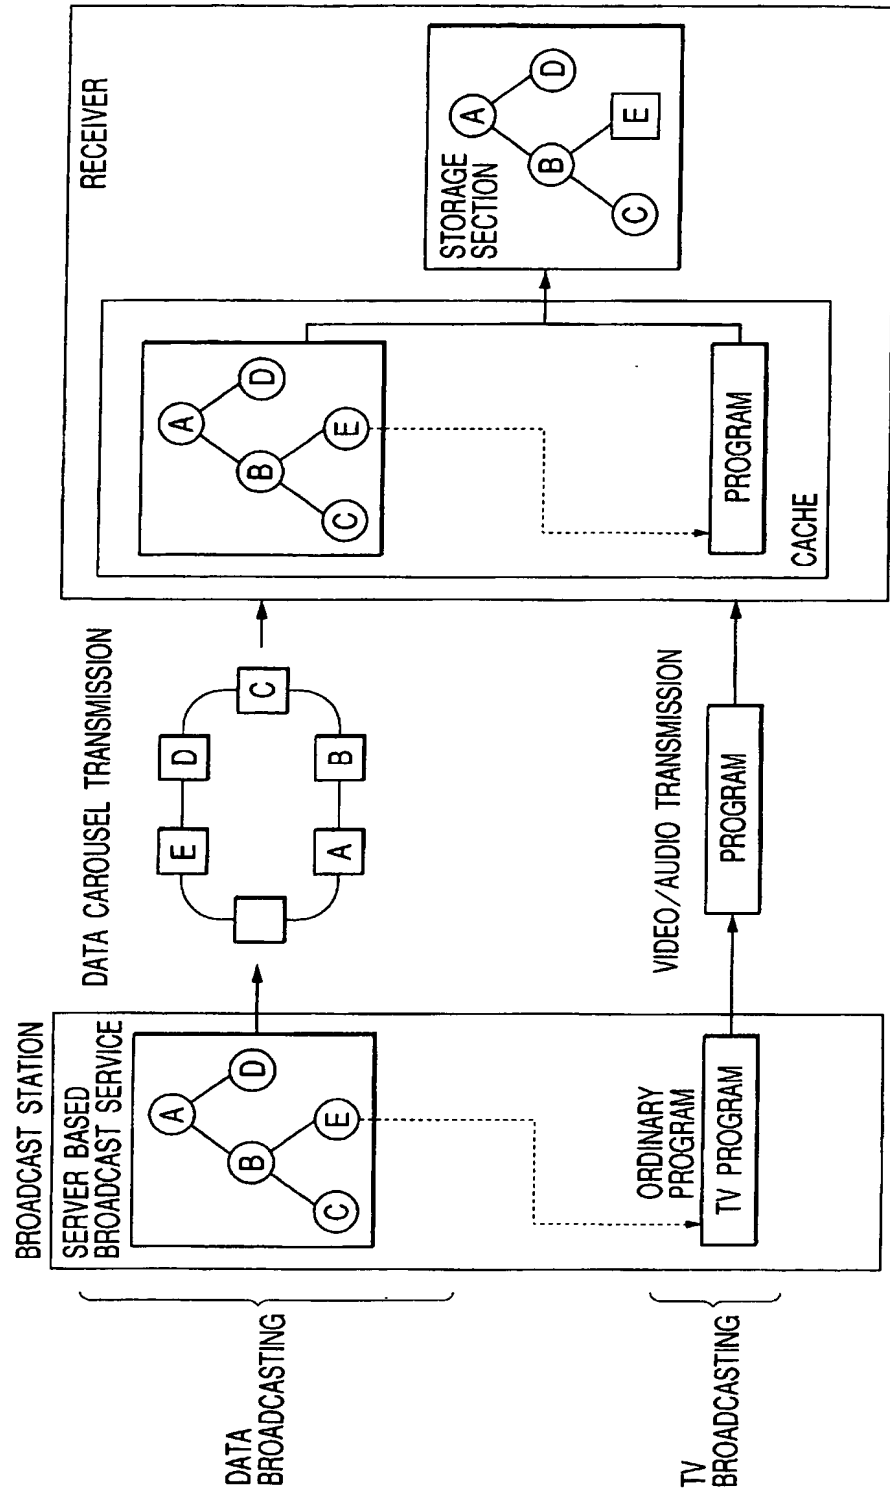 BROADCAST STATION
SERVER BASED
BROADCAST SERVICE
A
D
B
E
C
ORDINARY
PROGRAM
TV PROGRAM
DATA
BROADCASTING
TV
BROADCASTING
DATA CAROUSEL TRANSMISSION
E
D
C
A
B
VIDEO/AUDIO TRANSMISSION
PROGRAM
RECEIVER
A
D
B
E
C
PROGRAM
CACHE
STORAGE
SECTION
A
D
B
E
C